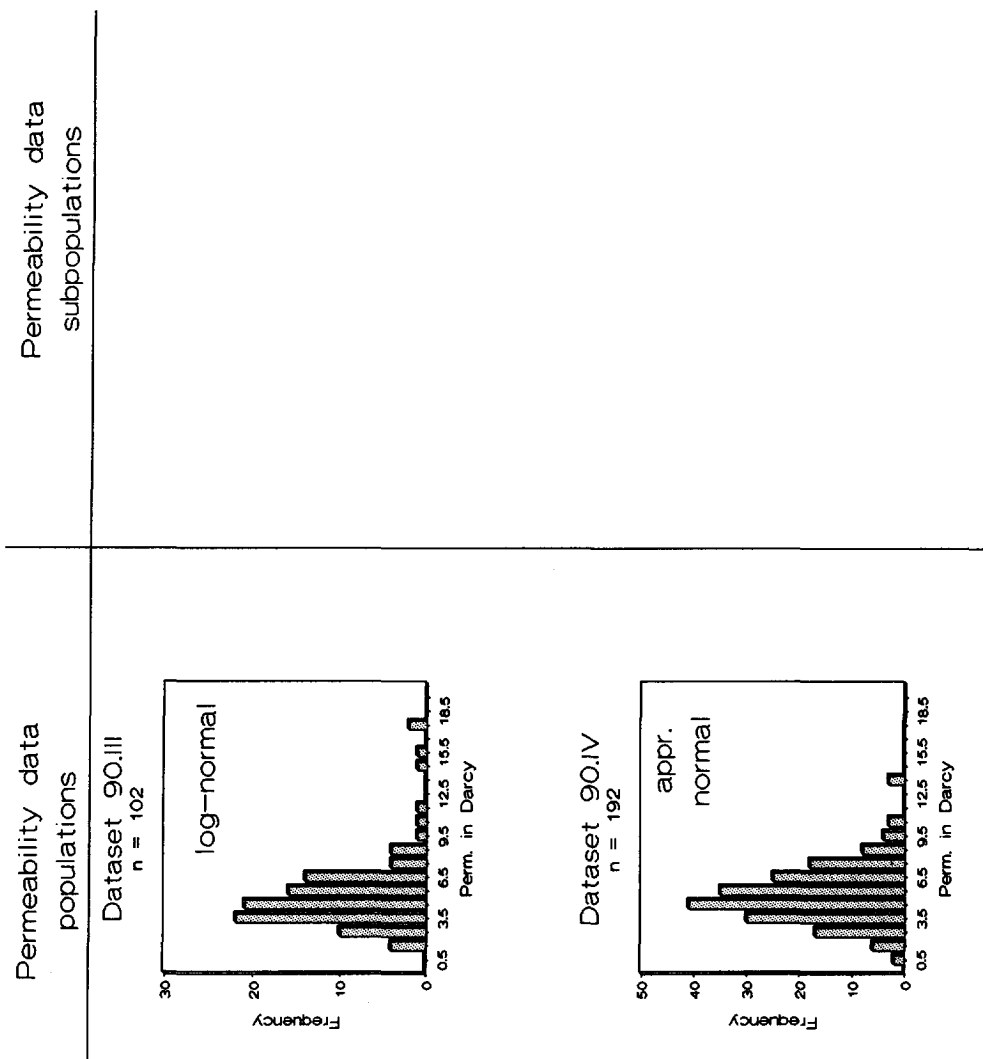 Permeability data
populations
Permeability data
subpopulations
Dataset 90.III
n = 102
log-normal
Frequency
30
20
10
0
0.5 3.5 6.5 9.5 12.5 15.5 18.5
Perm. in Darcy
Dataset 90.IV
n = 192
appr.
normal
Frequency
50
40
30
20
10
0
0.5 3.5 6.5 9.5 12.5 15.5 18.5
Perm. in Darcy